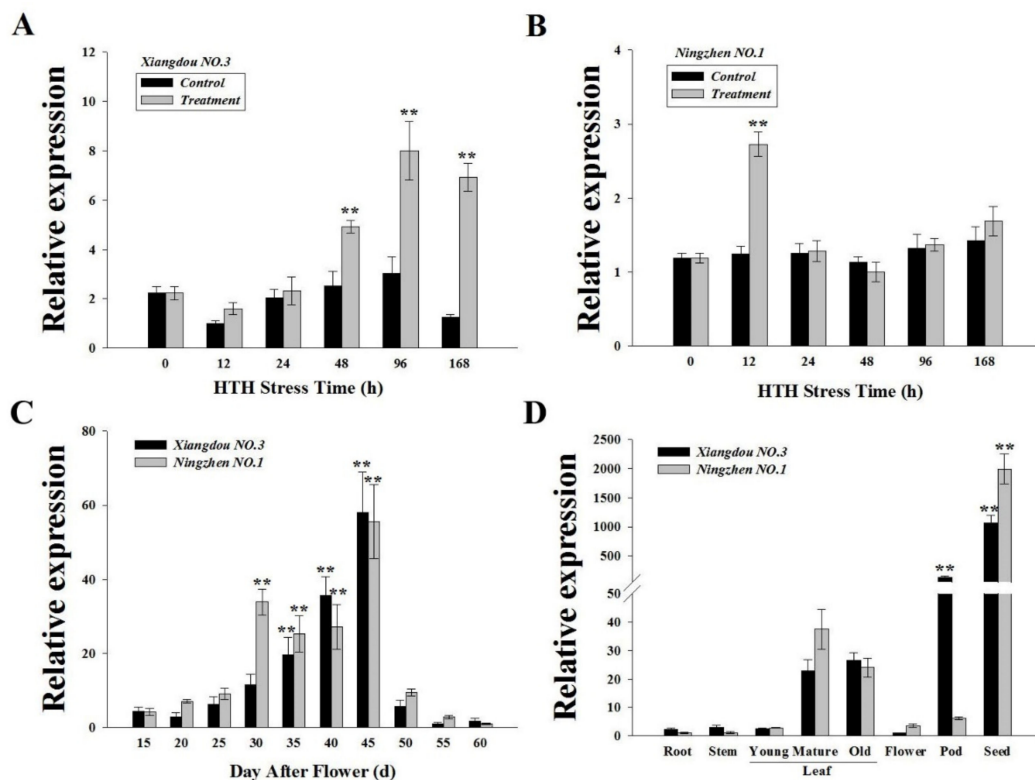 A
Relative expression
12
10
8
6
4
2
0
Xiangdou NO.3
Control
Treatment
**
**
**
0 12 24 48 96 168
HTH Stress Time (h)
B
Relative expression
4
3
2
1
0
Ningzhen NO.1
Control
Treatment
**
0 12 24 48 96 168
HTH Stress Time (h)
C
Relative expression
80
60
40
20
0
Xiangdou NO.3
Ningzhen NO.1
**
**
**
**
**
**
**
15 20 25 30 35 40 45 50 55 60
Day After Flower (d)
D
Relative expression
2500
2000
1500
1000
500
50
40
30
20
10
0
Xiangdou NO.3
Ningzhen NO.1
**
**
**
Root Stem Young Mature Old Flower Pod Seed
Leaf